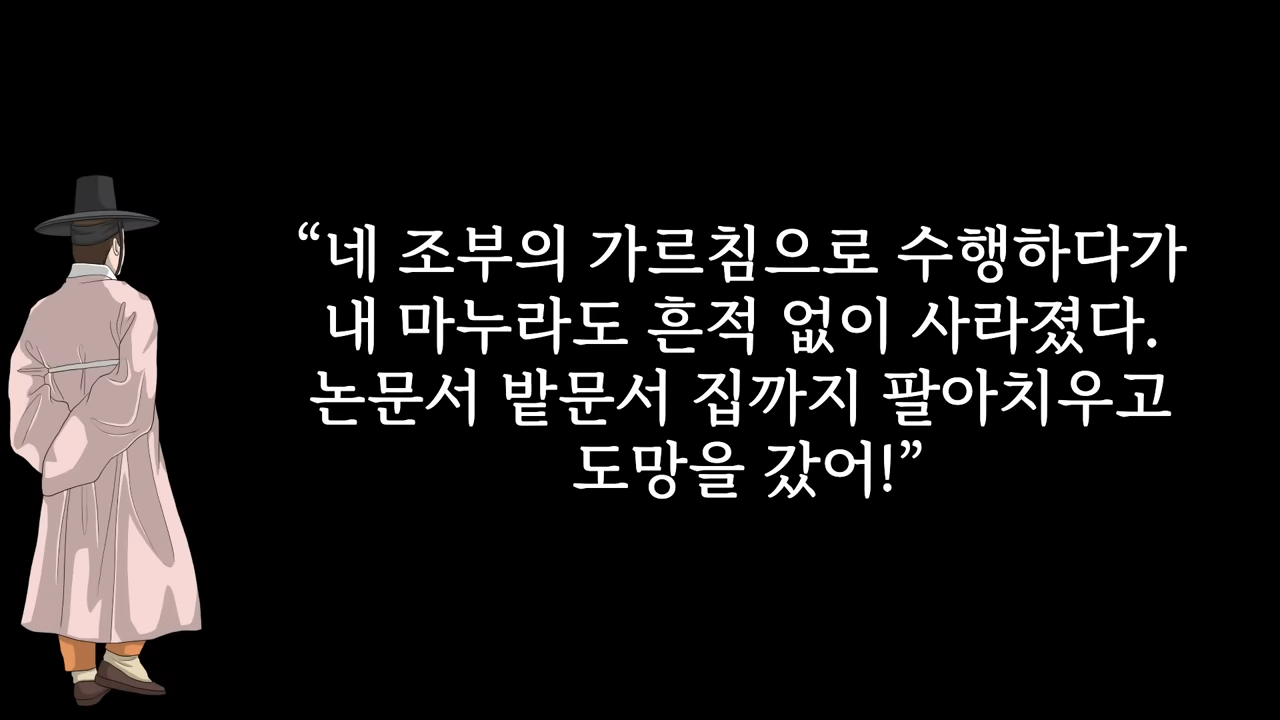 “네 조부의 가르침으로 수행하다가
내 마누라도 흔적 없이 사라졌다.
논문서 밭문서 집까지 팔아치우고
도망을 갔어!”